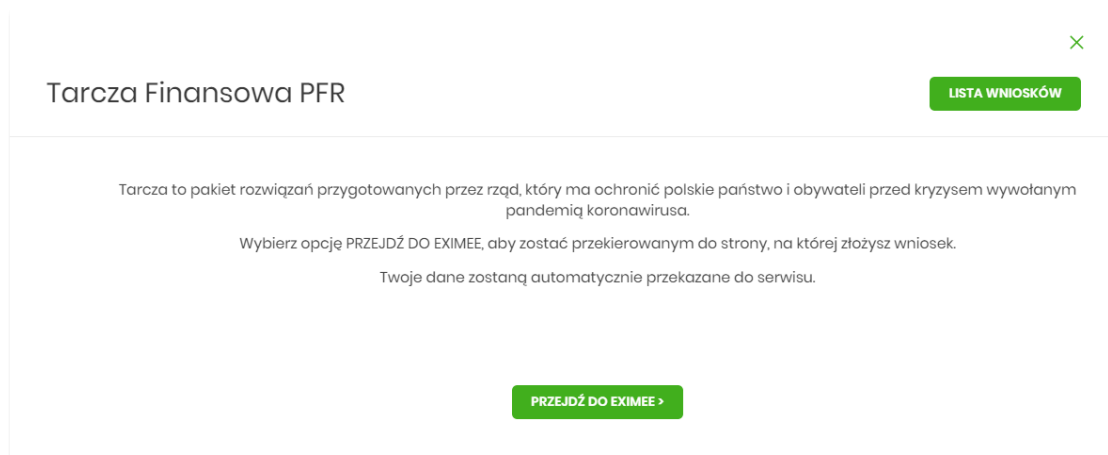 Tarcza Finansowa PFR
LISTA WNIOSKÓW
Tarcza to pakiet rozwiązań przygotowanych przez rząd, który ma ochronić polskie państwo i obywateli przed kryzysem wywołanym
pandemią koronawirusa.
Wybierz opcję PRZEJDŹ DO EXIMEE, aby zostać przekierowanym do strony, na której złożysz wniosek.
Twoje dane zostaną automatycznie przekazane do serwisu.
PRZEJDŹ DO EXIMEE >